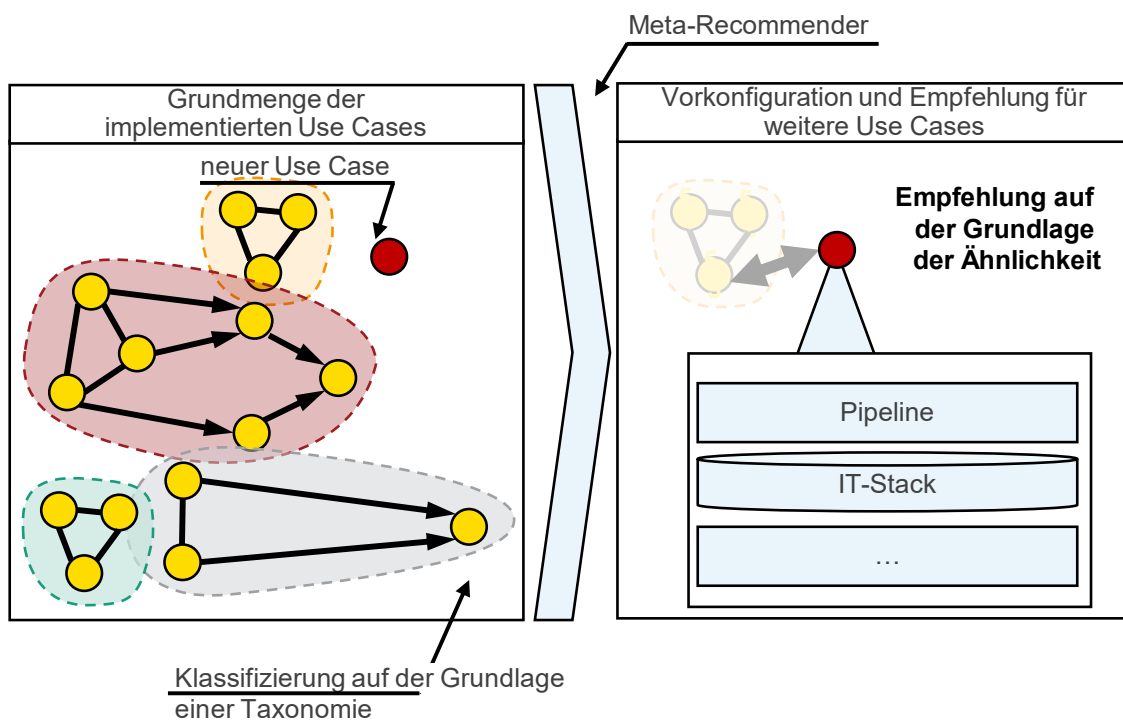 Meta-Recommender
Grundmenge der
implementierten Use Cases
neuer Use Case
Klassifizierung auf der Grundlage
einer Taxonomie
Vorkonfiguration und Empfehlung für
weitere Use Cases
Empfehlung auf
der Grundlage
der Ähnlichkeit
Pipeline
IT-Stack
...